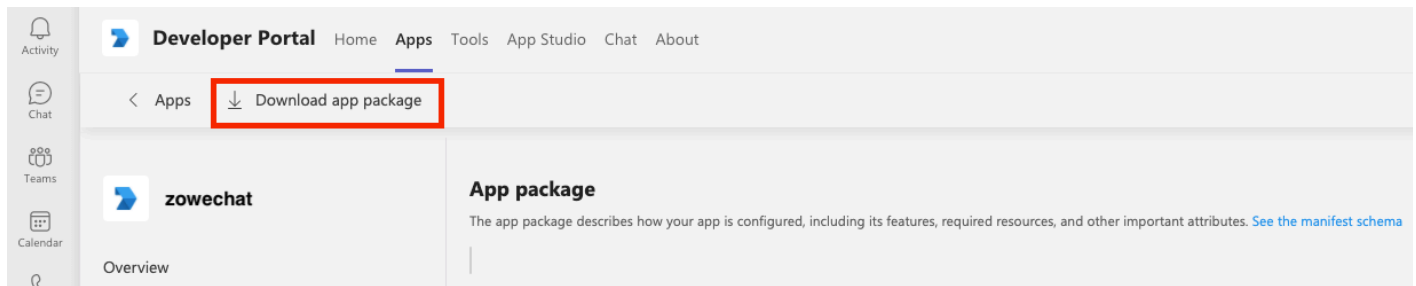 Activity
Developer Portal Home Apps Tools App Studio Chat About
Chat
Apps Download app package
Teams
zowechat
App package
The app package describes how your app is configured, including its features, required resources, and other important attributes. See the manifest schema
Calendar
Overview